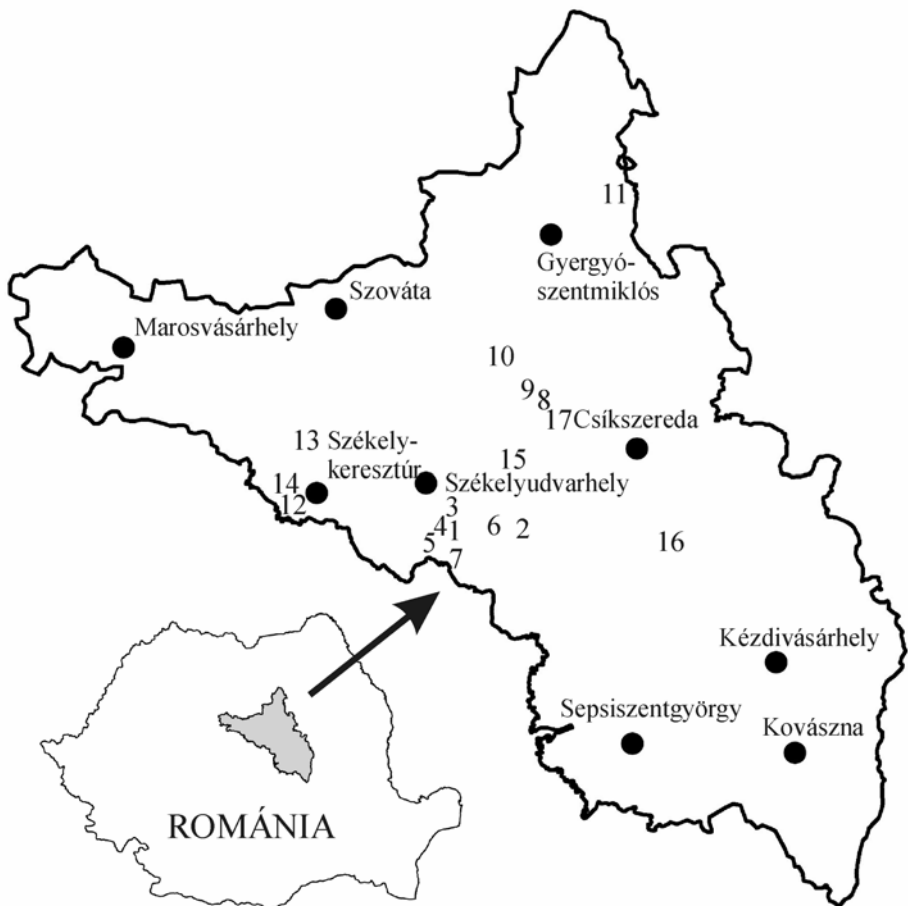 11
Gyergyó-
szentmiklós
Szováta
Marosvásárhely
10
9
8
17
Csíkszereda
13
Székely-
keresztúr
15
14
Székelyudvarhely
12
3
4
1
6
2
5
7
16
Kézdivásárhely
Sepsiszentgyörgy
Kovászna
ROMÁNIA